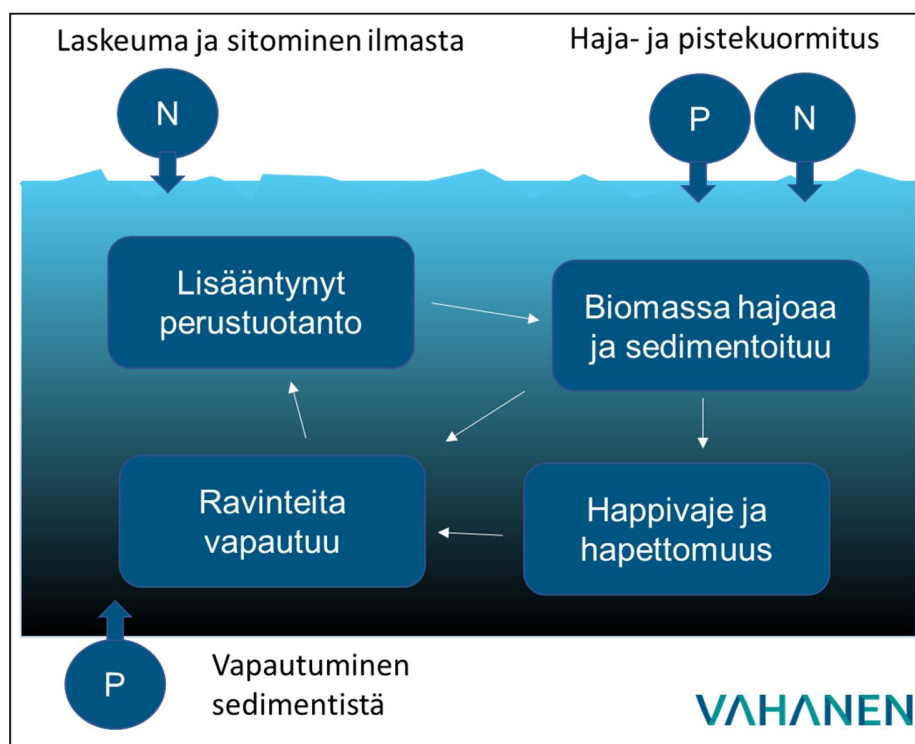 Laskeuma ja sitominen ilmasta
Haja- ja pistekuormitus
N
P
N
Lisääntynyt
perustuotanto
Biomassa hajoaa
ja sedimentoituu
Ravinteita
vapautuu
Happivaje ja
hapettomuus
P
Vapautuminen
sedimentistä
VAHANEN